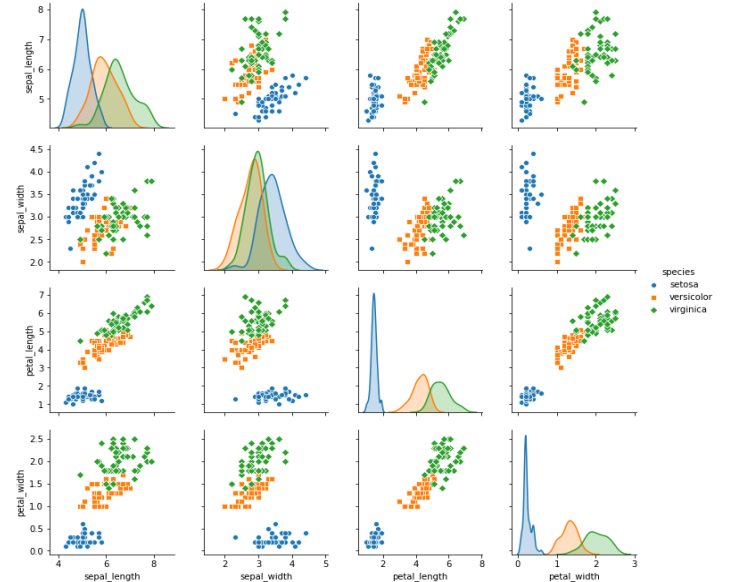 sepal_length
8
7
6
5
sepal_width
4.5
4.0
3.5
3.0
2.5
2.0
petal_length
7
6
5
4
3
2
1
petal_width
2.5
2.0
1.5
1.0
0.5
0.0
4 6 8
sepal_length
2 3 4 5
sepal_width
2 4 6 8
petal_length
0 1 2 3
petal_width
species
setosa
versicolor
virginica